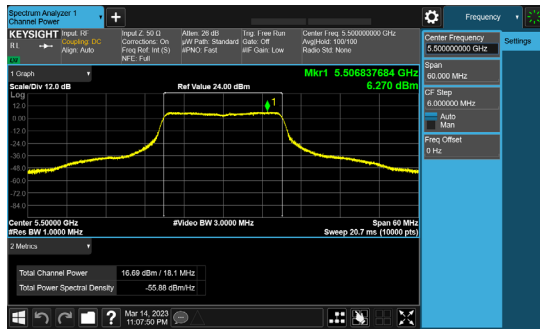 Spectrum Analyzer 1
Channel Power
Frequency
KEYSIGHT
R L
Input: RF
Coupling: DC
Align: Auto
Input Z: 50 Ω
Corrections: On
Freq Ref: Int (S)
NFE: Full
Atten: 26 dB
µW Path: Standard
#PNO: Fast
Trig: Free Run
Gate: Off
#IF Gain: Low
Center Freq: 5.500000000 GHz
Avg|Hold: 100/100
Radio Std: None
Center Frequency
5.500000000 GHz
Settings
Span
60.000 MHz
CF Step
6.000000 MHz
Auto
Man
Freq Offset
0 Hz
1 Graph
Mkr1 5.506837684 GHz
Scale/Div 12.0 dB
Ref Value 24.00 dBm
6.270 dBm
Log
12.0
0.00
-12.0
-24.0
-36.0
-48.0
-60.0
-72.0
-84.0
1
Center 5.50000 GHz
#Video BW 3.0000 MHz
Span 60 MHz
#Res BW 1.0000 MHz
Sweep 20.7 ms (10000 pts)
2 Metrics
Total Channel Power 16.69 dBm / 18.1 MHz
Total Power Spectral Density -55.88 dBm/Hz
?
Mar 14, 2023
11:07:50 PM